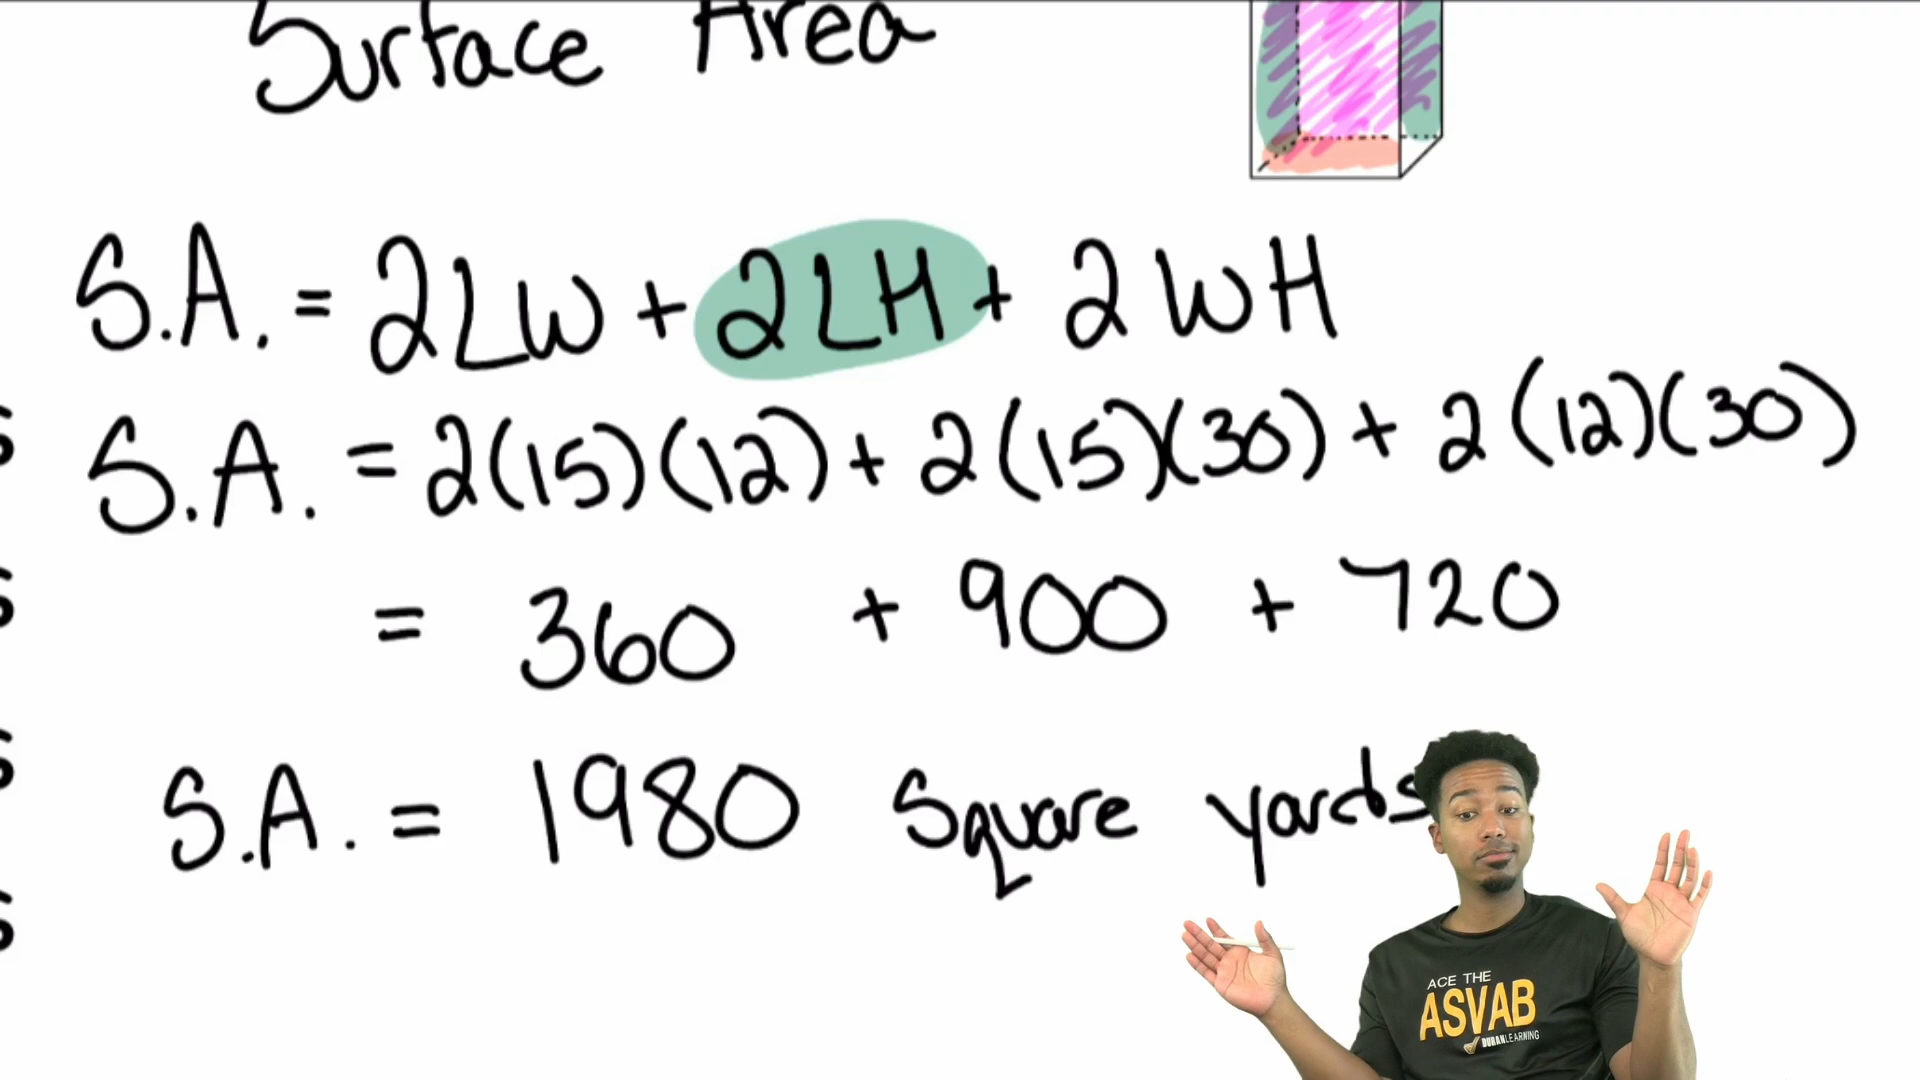 Surface Area
S.A. = 2LW + 2LH + 2WH
S.A. = 2(15)(12) + 2(15)(30) + 2(12)(30)
= 360 + 900 + 720
S.A. = 1980 Square yards
ACE THE
ASVAB
DURANLEARNING